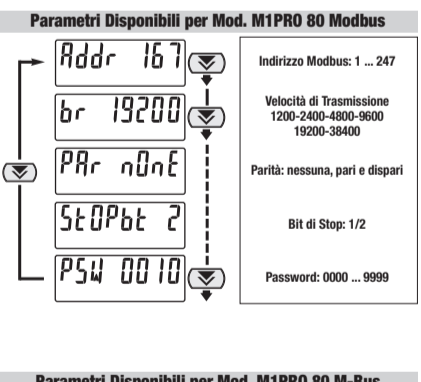 Parametri Disponibili per Mod. M1PRO 80 Modbus
Addr 167
Indirizzo Modbus: 1 ... 247
br 19200
Velocità di Trasmissione
1200-2400-4800-9600
19200-38400
PAr nOnE
Parità: nessuna, pari e dispari
StOPbt 2
Bit di Stop: 1/2
PSW 0010
Password: 0000 ... 9999
Parametri Disponibili per Mod. M1PRO 80 M-Bus